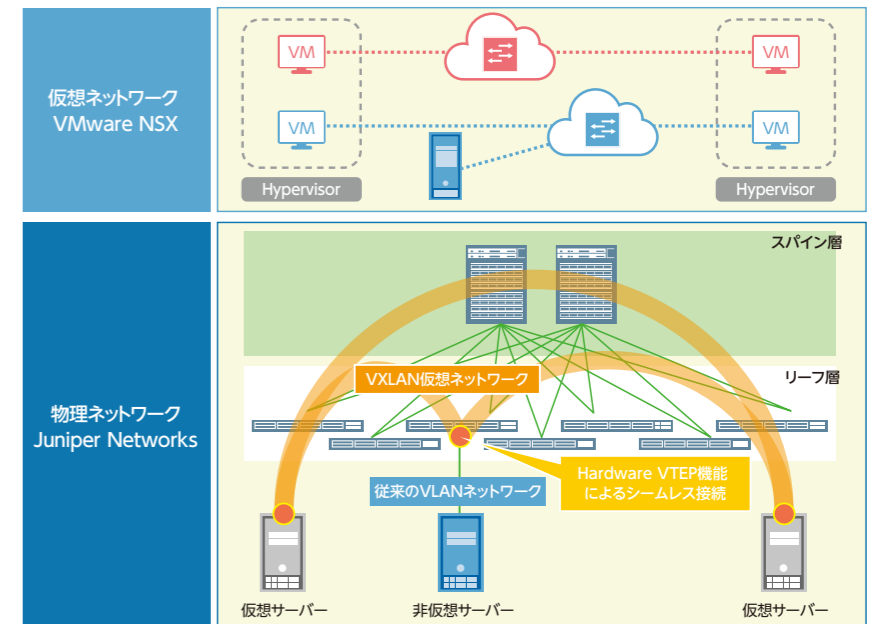 仮想ネットワーク
VMware NSX
VM
VM
VM
VM
Hypervisor
Hypervisor
物理ネットワーク
Juniper Networks
スパイン層
リーフ層
VXLAN仮想ネットワーク
Hardware VTEP機能
によるシームレス接続
従来のVLANネットワーク
仮想サーバー
非仮想サーバー
仮想サーバー